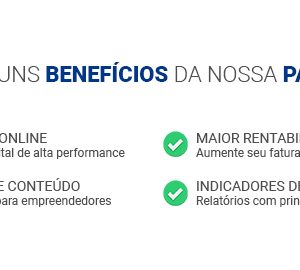 UNS BENEFÍCIOS DA NOSSA PA
ONLINE
tal de alta performance
MAIOR RENTABI
Aumente seu fatura
E CONTEÚDO
para empreendedores
INDICADORES DE
Relatórios com prin